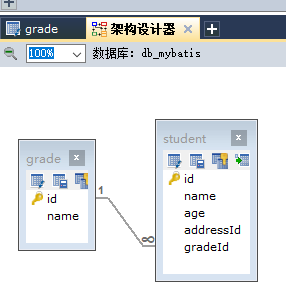 grade
架构设计器
100%
数据库: db_mybatis
grade
id
name
1
∞
student
id
name
age
addressId
gradeId